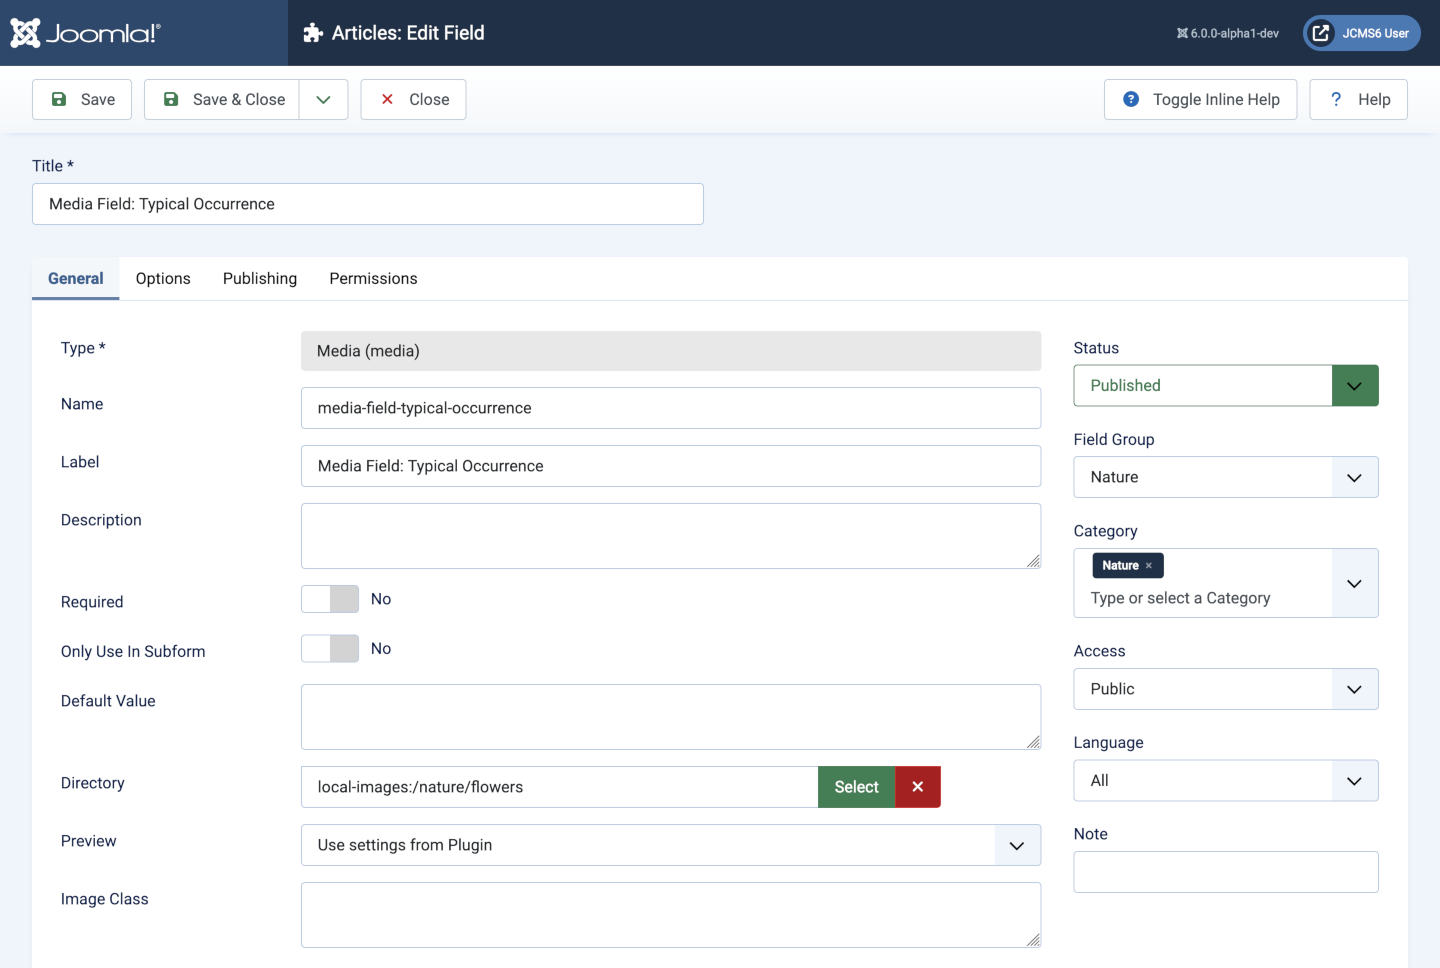 Joomla!®
Articles: Edit Field
6.0.0-alpha1-dev
JCMS6 User
Save
Save & Close
Close
Toggle Inline Help
Help
Title *
Media Field: Typical Occurrence
General
Options
Publishing
Permissions
Type *
Media (media)
Name
media-field-typical-occurrence
Label
Media Field: Typical Occurrence
Description
Required
No
Only Use In Subform
No
Default Value
Directory
local-images:/nature/flowers
Select
Preview
Use settings from Plugin
Image Class
Status
Published
Field Group
Nature
Category
Nature ×
Type or select a Category
Access
Public
Language
All
Note